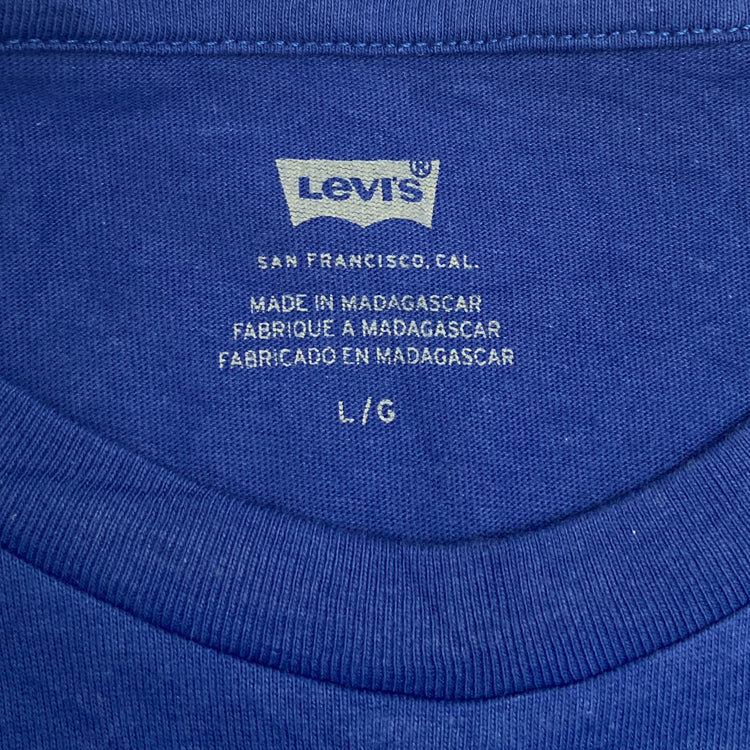 Levi's®
SAN FRANCISCO, CAL.
MADE IN MADAGASCAR
FABRIQUE A MADAGASCAR
FABRICADO EN MADAGASCAR
L/G